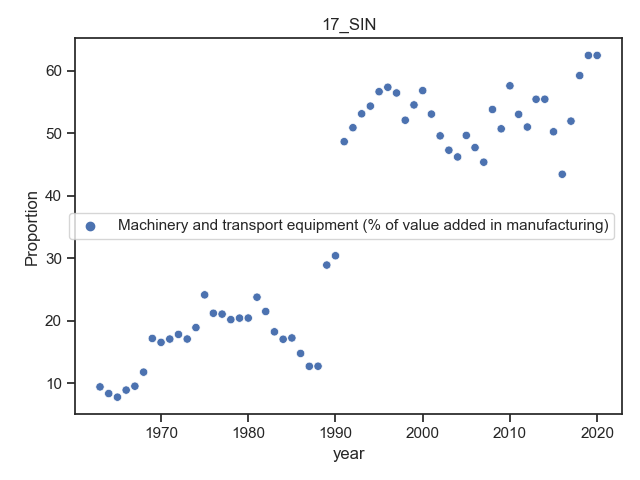 17_SIN
60
50
40
Machinery and transport equipment (% of value added in manufacturing)
Proportion
30
20
10
1970 1980 1990 2000 2010 2020
year